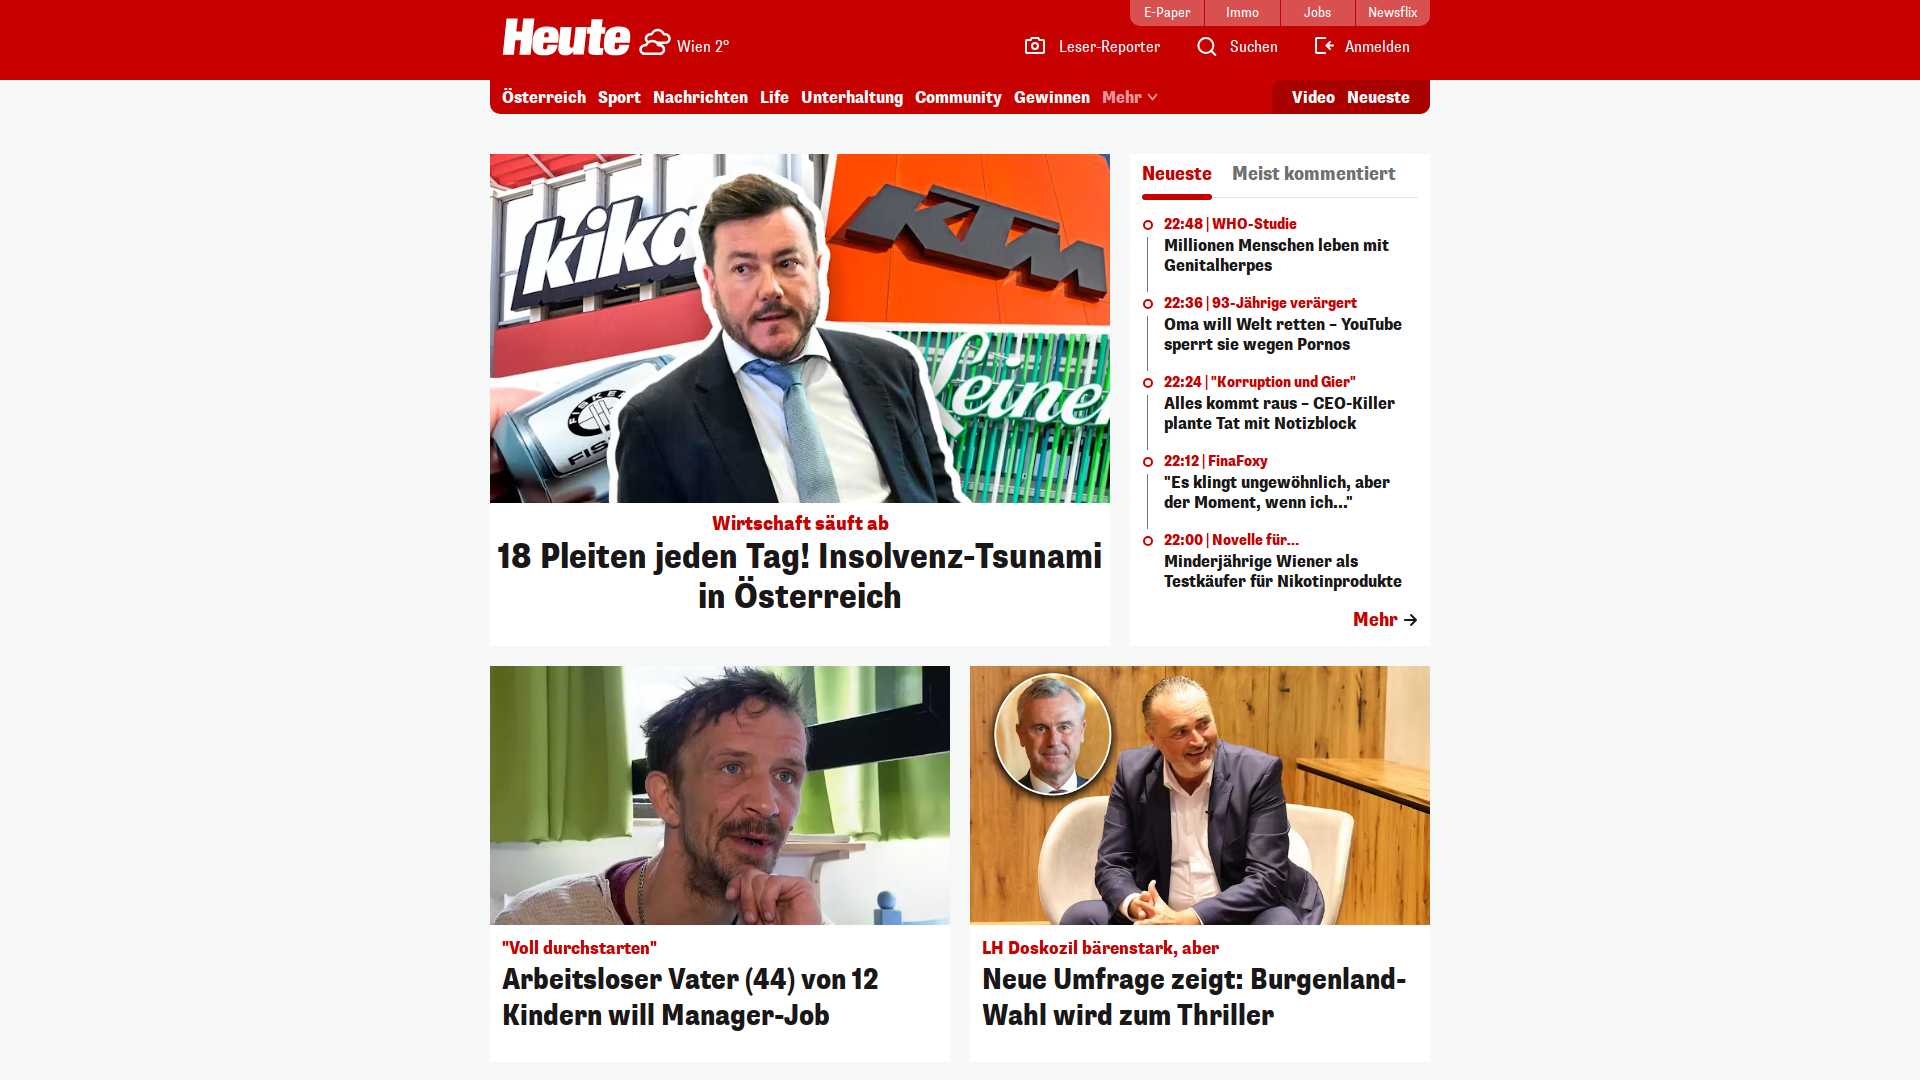 E-Paper
Immo
Jobs
Newsflix
Heute
Wien 2°
Leser-Reporter
Suchen
Anmelden
Österreich
Sport
Nachrichten
Life
Unterhaltung
Community
Gewinnen
Mehr
Video
Neueste
kika
KTM
Leiner
FISKER
Wirtschaft säuft ab
18 Pleiten jeden Tag! Insolvenz-Tsunami
in Österreich
Neueste
Meist kommentiert
22:48 | WHO-Studie
Millionen Menschen leben mit
Genitalherpes
22:36 | 93-Jährige verärgert
Oma will Welt retten – YouTube
sperrt sie wegen Pornos
22:24 | "Korruption und Gier"
Alles kommt raus – CEO-Killer
plante Tat mit Notizblock
22:12 | FinaFoxy
"Es klingt ungewöhnlich, aber
der Moment, wenn ich..."
22:00 | Novelle für...
Minderjährige Wiener als
Testkäufer für Nikotinprodukte
Mehr
"Voll durchstarten"
Arbeitsloser Vater (44) von 12
Kindern will Manager-Job
LH Doskozil bärenstark, aber
Neue Umfrage zeigt: Burgenland-
Wahl wird zum Thriller